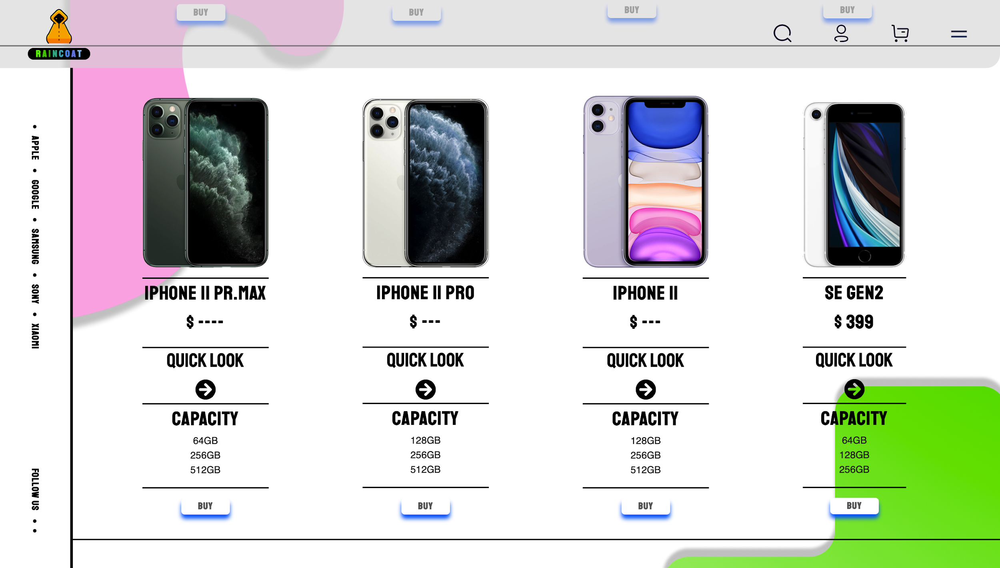 BUY
BUY
BUY
BUY
RAINCOAT
• APPLE • GOOGLE • SAMSUNG • SONY • XIAOMI
FOLLOW US • •
IPHONE II PR.MAX
$ ----
QUICK LOOK
CAPACITY
64GB
256GB
512GB
BUY
IPHONE II PRO
$ ---
QUICK LOOK
CAPACITY
128GB
256GB
512GB
BUY
IPHONE II
$ ---
QUICK LOOK
CAPACITY
128GB
256GB
512GB
BUY
SE GEN2
$ 399
QUICK LOOK
CAPACITY
64GB
128GB
256GB
BUY